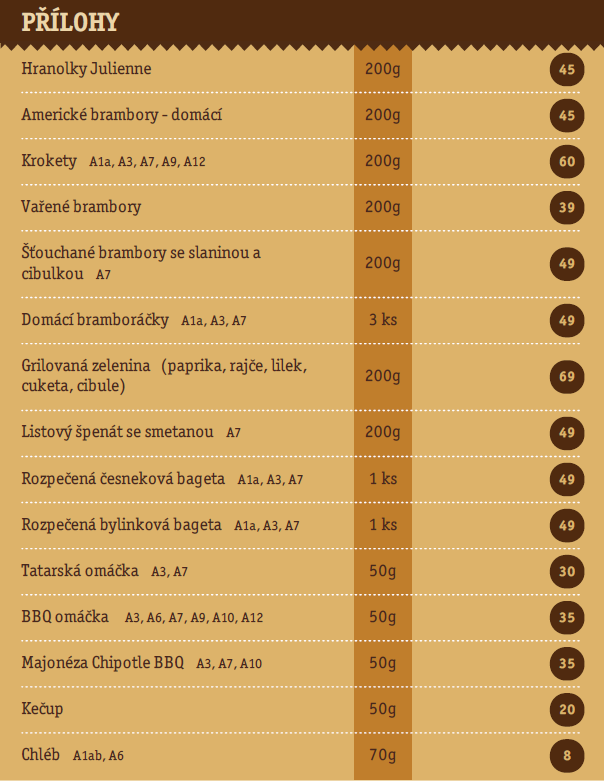 PŘÍLOHY
Hranolky Julienne 200g 45
Americké brambory - domácí 200g 45
Krokety A1a, A3, A7, A9, A12 200g 60
Vařené brambory 200g 39
Šťouchané brambory se slaninou a
cibulkou A7 200g 49
Domácí bramboráčky A1a, A3, A7 3 ks 49
Grilovaná zelenina (paprika, rajče, lilek,
cuketa, cibule) 200g 69
Listový špenát se smetanou A7 200g 49
Rozpečená česneková bageta A1a, A3, A7 1 ks 49
Rozpečená bylinková bageta A1a, A3, A7 1 ks 49
Tatarská omáčka A3, A7 50g 30
BBQ omáčka A3, A6, A7, A9, A10, A12 50g 35
Majonéza Chipotle BBQ A3, A7, A10 50g 35
Kečup 50g 20
Chléb A1ab, A6 70g 8